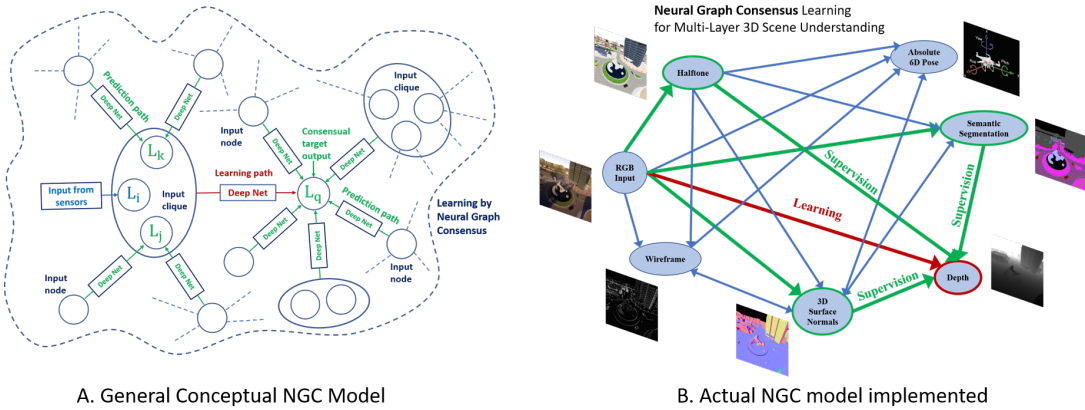 Prediction path
Deep Net
Deep Net
Lk
Input from
sensors
Li
Input
clique
Lj
Input
node
Deep Net
Deep Net
Learning path
Deep Net
Input
node
Deep Net
Consensual
target
output
Input
clique
Deep Net
Lq
Prediction path
Deep Net
Deep Net
Deep Net
Input
node
Learning by
Neural Graph
Consensus
A. General Conceptual NGC Model
Neural Graph Consensus Learning
for Multi-Layer 3D Scene Understanding
Halftone
Absolute
6D Pose
Semantic
Segmentation
RGB
Input
Supervision
Supervision
Learning
Wireframe
Depth
Supervision
3D
Surface
Normals
B. Actual NGC model implemented